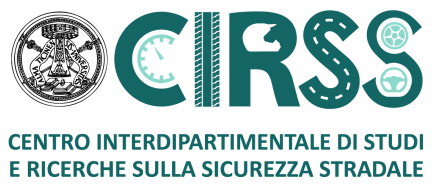 CIRSS
CENTRO INTERDIPARTIMENTALE DI STUDI
E RICERCHE SULLA SICUREZZA STRADALE